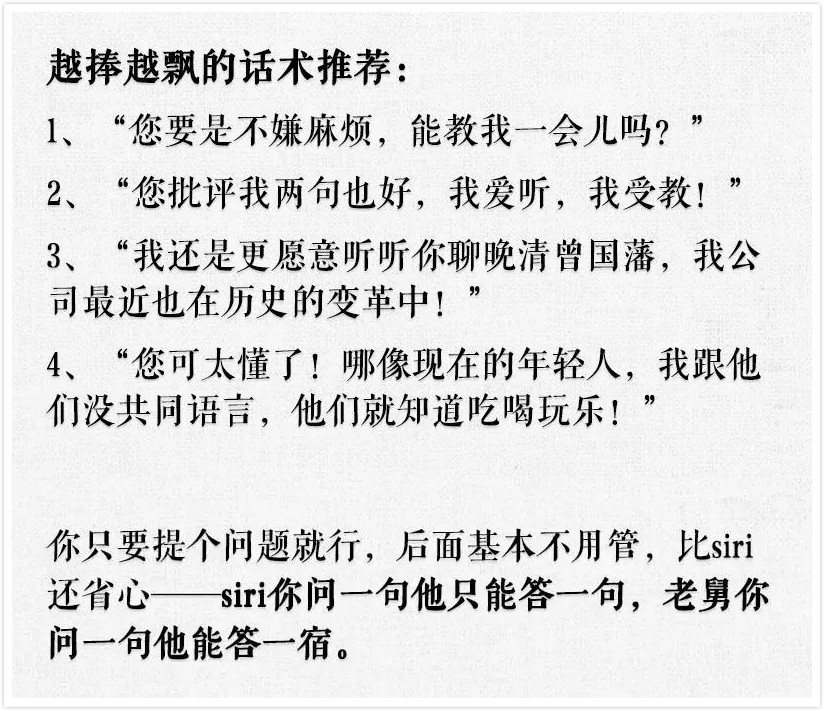 越捧越飘的话术推荐：
1、“您要是不嫌麻烦，能教我一会儿吗？”
2、“您批评我两句也好，我爱听，我受教！”
3、“我还是更愿意听听你聊晚清曾国藩，我公
司最近也在历史的变革中！”
4、“您可太懂了！哪像现在的年轻人，我跟他
们没共同语言，他们就知道吃喝玩乐！”
你只要提个问题就行，后面基本不用管，比siri
还省心——siri你问一句他只能答一句，老舅你
问一句他能答一宿。